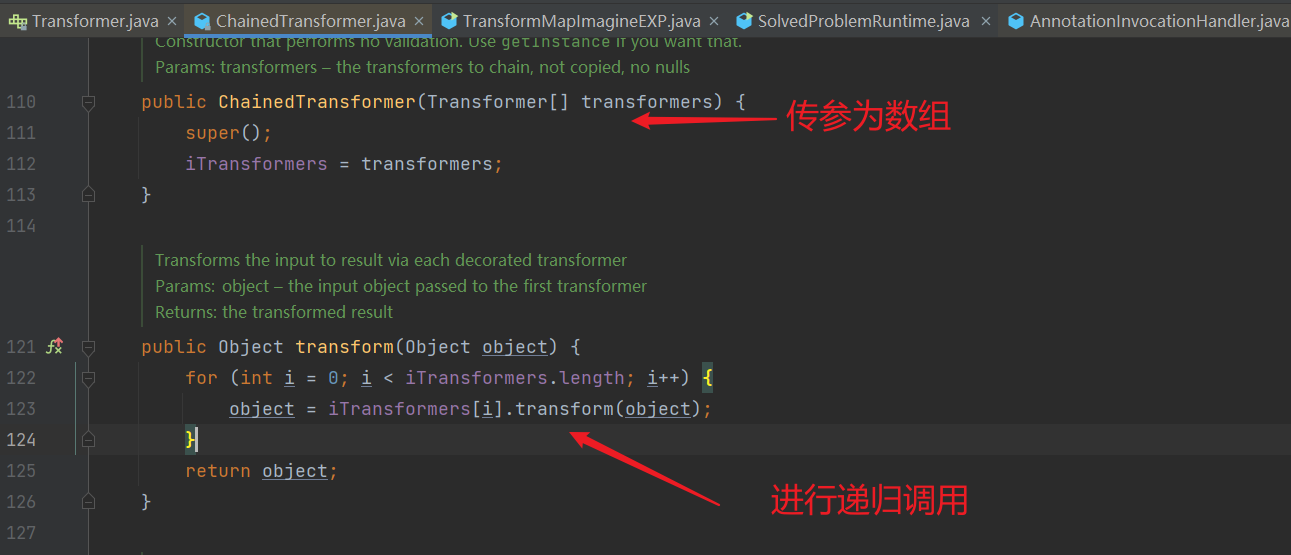 Transformer.java × ChainedTransformer.java × TransformMapImagineEXP.java × SolvedProblemRuntime.java × AnnotationInvocationHandler.java
Constructor that performs no validation. Use getInstance if you want that.
Params: transformers – the transformers to chain, not copied, no nulls
110 public ChainedTransformer(Transformer[] transformers) {
传参为数组
111 super();
112 iTransformers = transformers;
113 }
114
Transforms the input to result via each decorated transformer
Params: object – the input object passed to the first transformer
Returns: the transformed result
121 public Object transform(Object object) {
122 for (int i = 0; i < iTransformers.length; i++) {
123 object = iTransformers[i].transform(object);
124 }
125 return object;
进行递归调用
126 }
127